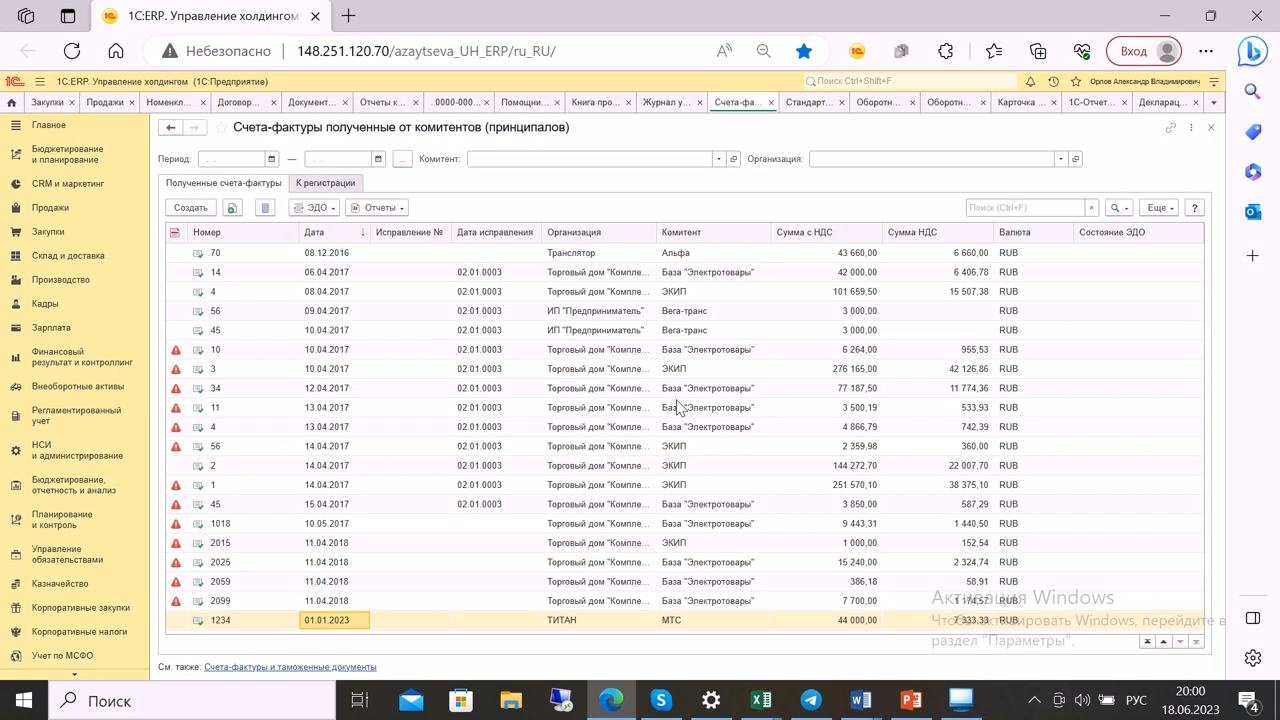 1С:ERP. Управление холдингом
Небезопасно
148.251.120.70/azaytseva_UH_ERP/ru_RU/
Вход
1С:ERP. Управление холдингом (1С:Предприятие)
Поиск Ctrl+Shift+F
Орлов Александр Владимирович
Закупки
Продажи
Номенкл...
Договор...
Документ...
Отчеты к...
..0000-000...
Помощни...
Книга про...
Журнал у...
Счета-фа...
Стандарт...
Оборотн...
Оборотн...
Карточка ...
1С-Отчет...
Декларац...
Главное
Бюджетирование
и планирование
CRM и маркетинг
Продажи
Закупки
Склад и доставка
Производство
Кадры
Зарплата
Финансовый
результат и контроллинг
Внеоборотные активы
Регламентированный
учет
НСИ
и администрирование
Бюджетирование,
отчетность и анализ
Планирование
и контроль
Управление
обязательствами
Казначейство
Корпоративные закупки
Корпоративные налоги
Учет по МСФО
Счета-фактуры полученные от комитентов (принципалов)
Период: . . — . . ... Комитент: Организация:
Полученные счета-фактуры К регистрации
Создать ЭДО Отчеты Поиск (Ctrl+F) × Еще ?
Номер Дата ↓ Исправление № Дата исправления Организация Комитент Сумма с НДС Сумма НДС Валюта Состояние ЭДО
70 08.12.2016 Транслятор Альфа 43 660,00 6 660,00 RUB
14 06.04.2017 02.01.0003 Торговый дом "Компле... База "Электротовары" 42 000,00 6 406,78 RUB
4 08.04.2017 02.01.0003 Торговый дом "Компле... ЭКИП 101 659,50 15 507,38 RUB
56 09.04.2017 02.01.0003 ИП "Предприниматель" Вега-транс 3 000,00 RUB
45 10.04.2017 02.01.0003 ИП "Предприниматель" Вега-транс 3 000,00 RUB
10 10.04.2017 02.01.0003 Торговый дом "Компле... База "Электротовары" 6 264,00 955,53 RUB
3 10.04.2017 02.01.0003 Торговый дом "Компле... ЭКИП 276 165,00 42 126,86 RUB
34 12.04.2017 02.01.0003 Торговый дом "Компле... База "Электротовары" 77 187,50 11 774,36 RUB
11 13.04.2017 02.01.0003 Торговый дом "Компле... База "Электротовары" 3 500,19 533,93 RUB
4 13.04.2017 02.01.0003 Торговый дом "Компле... База "Электротовары" 4 866,79 742,39 RUB
56 14.04.2017 02.01.0003 Торговый дом "Компле... ЭКИП 2 359,98 360,00 RUB
2 14.04.2017 02.01.0003 Торговый дом "Компле... ЭКИП 144 272,70 22 007,70 RUB
1 14.04.2017 02.01.0003 Торговый дом "Компле... ЭКИП 251 570,10 38 375,10 RUB
45 15.04.2017 02.01.0003 Торговый дом "Компле... База "Электротовары" 3 850,00 587,29 RUB
1018 10.05.2017 Торговый дом "Компле... База "Электротовары" 9 443,31 1 440,50 RUB
2015 11.04.2018 Торговый дом "Компле... ЭКИП 1 000,00 152,54 RUB
2025 11.04.2018 Торговый дом "Компле... База "Электротовары" 15 240,00 2 324,74 RUB
2059 11.04.2018 Торговый дом "Компле... База "Электротовары" 386,18 58,91 RUB
2099 11.04.2018 Торговый дом "Компле... База "Электротовары" 7 700,00 1 174,57 RUB
1234 01.01.2023 ТИТАН МТС 44 000,00 7 333,33 RUB
Активация Windows
Чтобы активировать Windows, перейдите в
раздел "Параметры".
См. также: Счета-фактуры и таможенные документы
Поиск
РУС
20:00
18.06.2023
4